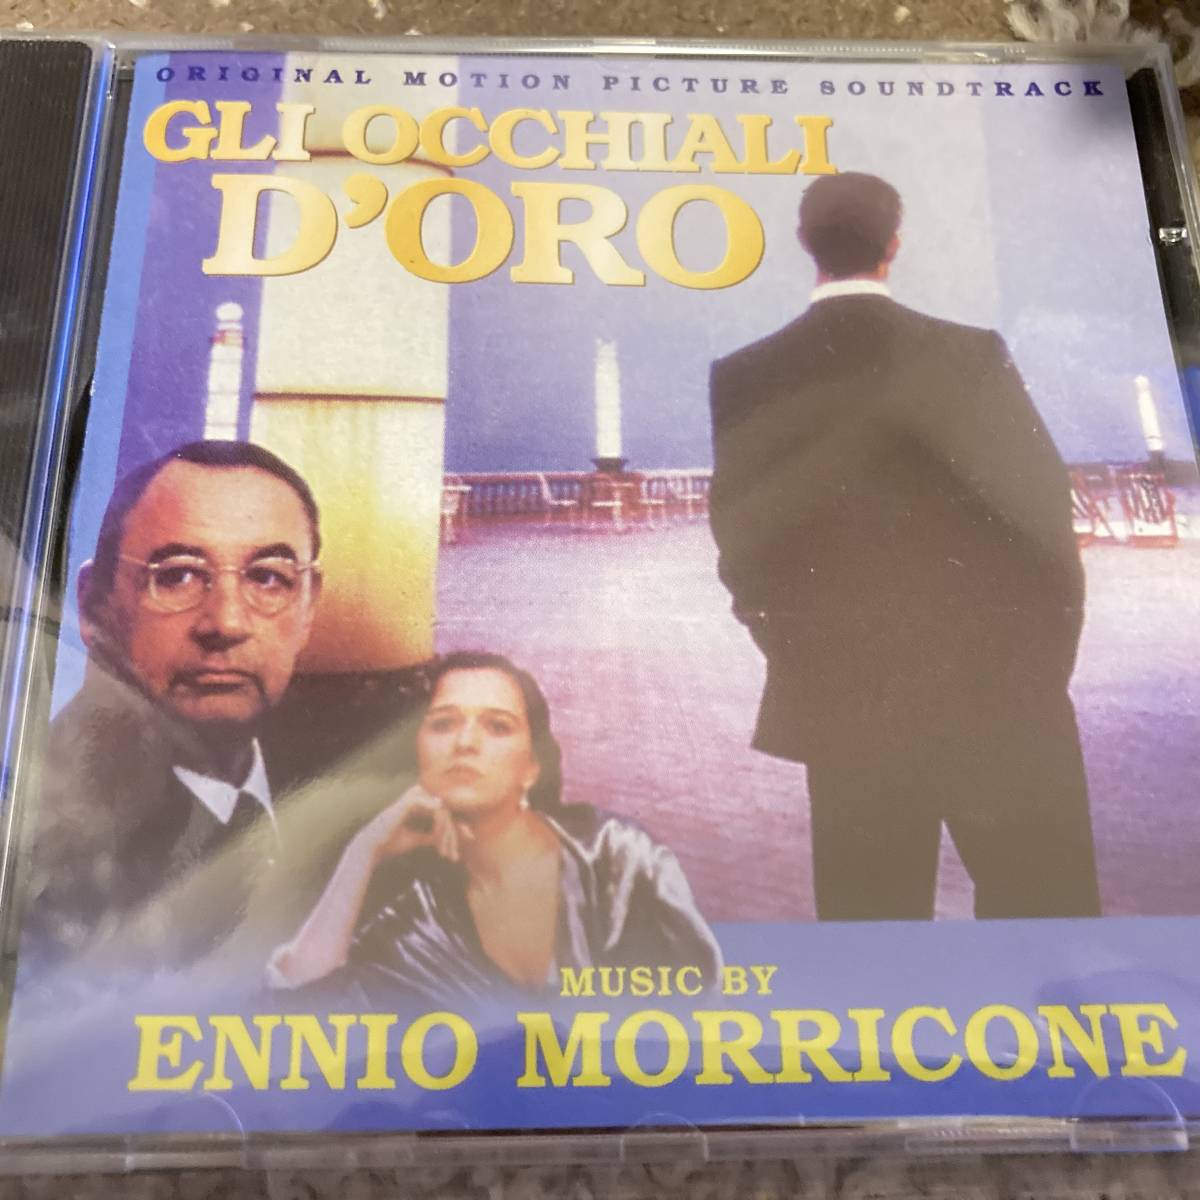 ORIGINAL MOTION PICTURE SOUNDTRACK
GLI OCCHIALI
D'ORO
MUSIC BY
ENNIO MORRICONE